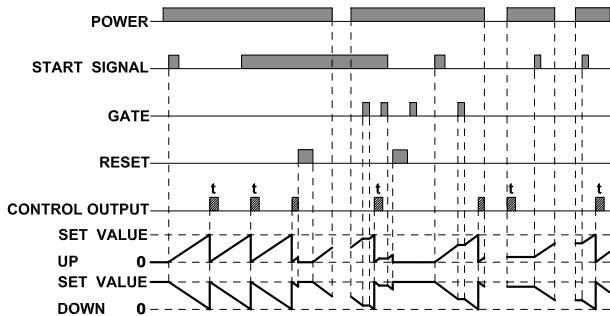 POWER
START SIGNAL
GATE
RESET
t t t t t
CONTROL OUTPUT
SET VALUE
UP 0
SET VALUE
DOWN 0